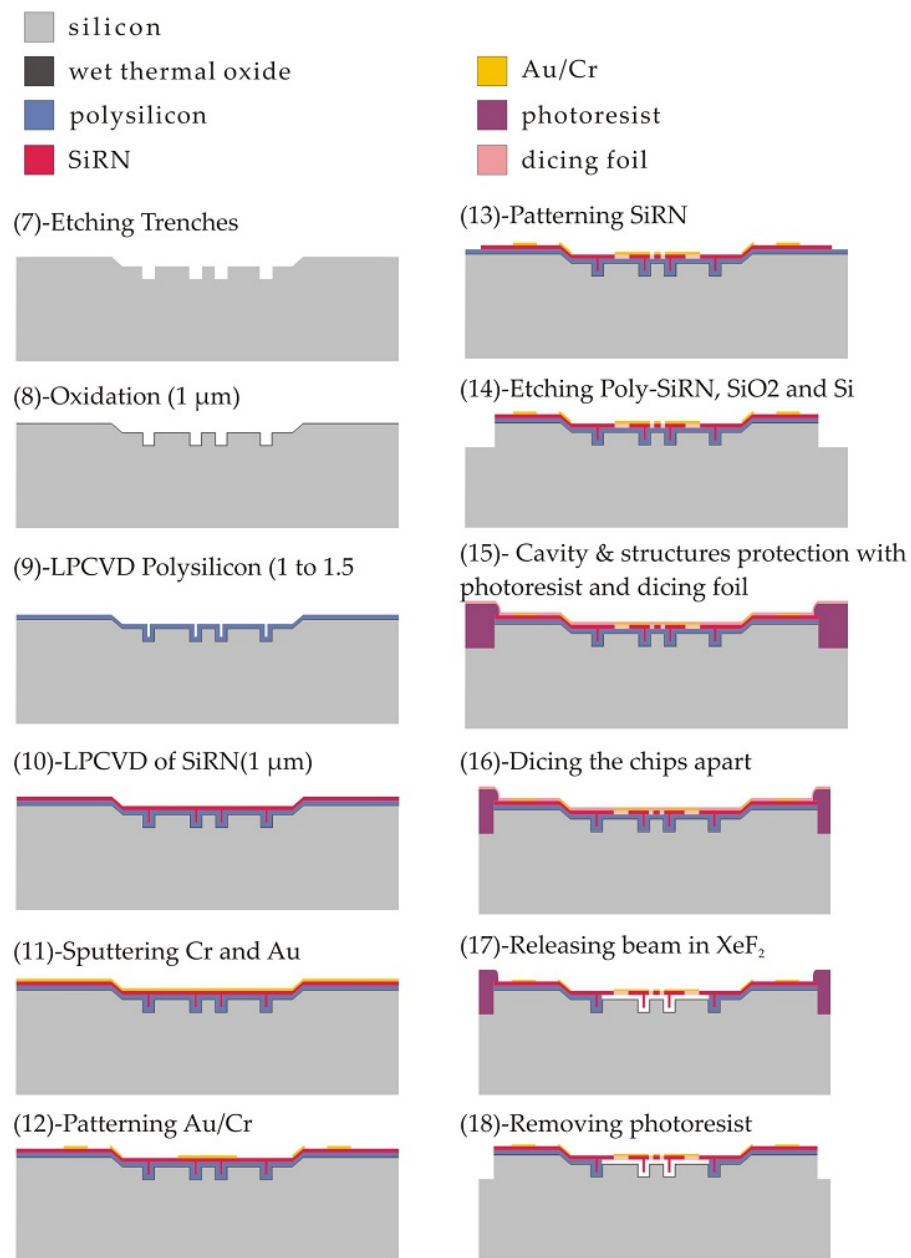 silicon
wet thermal oxide
polysilicon
SiRN
Au/Cr
photoresist
dicing foil
(7)-Etching Trenches
(8)-Oxidation (1 µm)
(9)-LPCVD Polysilicon (1 to 1.5
(10)-LPCVD of SiRN(1 µm)
(11)-Sputtering Cr and Au
(12)-Patterning Au/Cr
(13)-Patterning SiRN
(14)-Etching Poly-SiRN, SiO2 and Si
(15)- Cavity & structures protection with
photoresist and dicing foil
(16)-Dicing the chips apart
(17)-Releasing beam in XeF₂
(18)-Removing photoresist